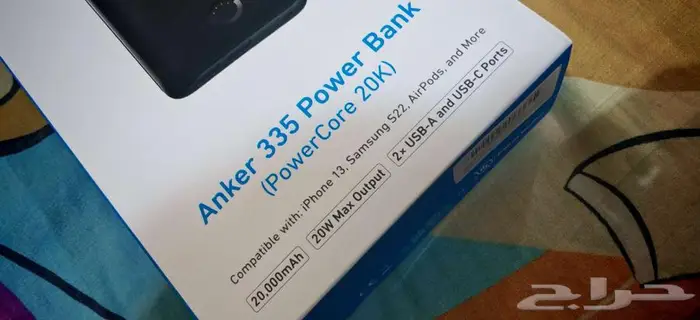 Anker 335 Power Bank
(PowerCore 20K)
Compatible with: iPhone 13, Samsung S22, AirPods, and More
20,000mAh
20W Max Output
2× USB-A and USB-C Ports
حراج